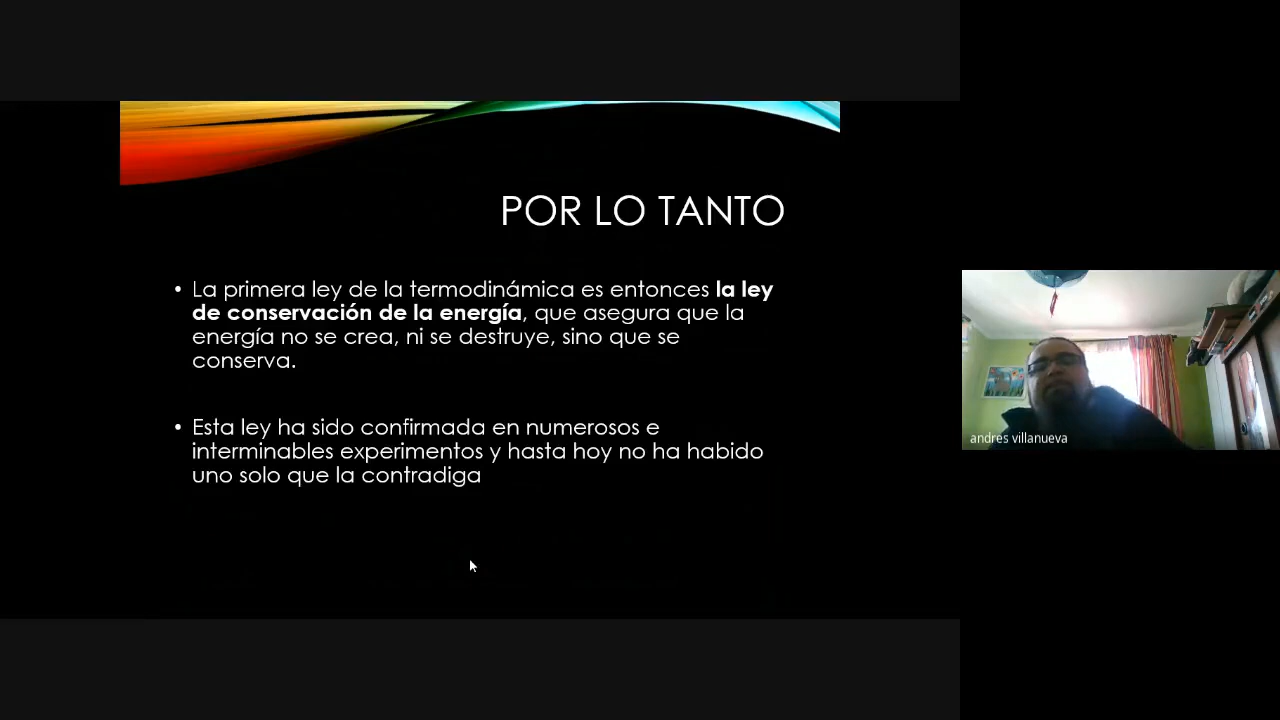 POR LO TANTO
• La primera ley de la termodinámica es entonces la ley
de conservación de la energía, que asegura que la
energía no se crea, ni se destruye, sino que se
conserva.
• Esta ley ha sido confirmada en numerosos e
interminables experimentos y hasta hoy no ha habido
uno solo que la contradiga
andres villanueva